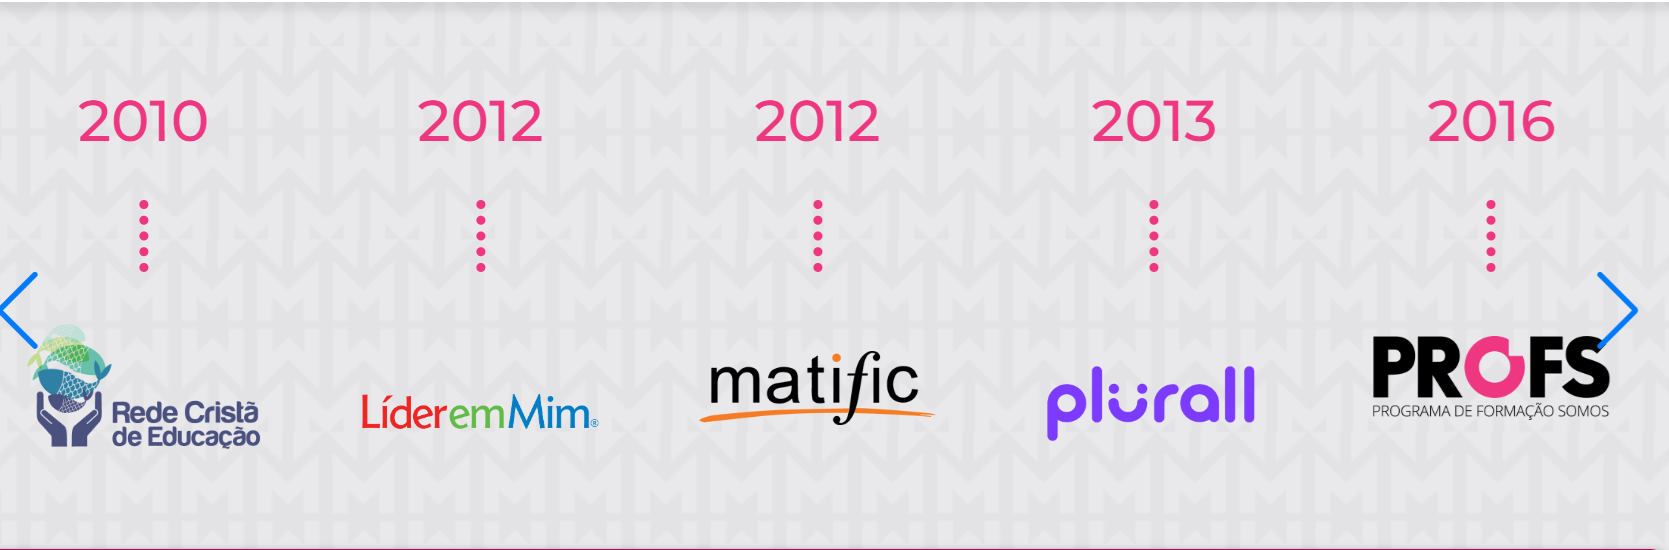 2010
2012
2012
2013
2016
Rede Cristã
de Educação
LíderemMim®
matific
plurall
PROFS
PROGRAMA DE FORMAÇÃO SOMOS